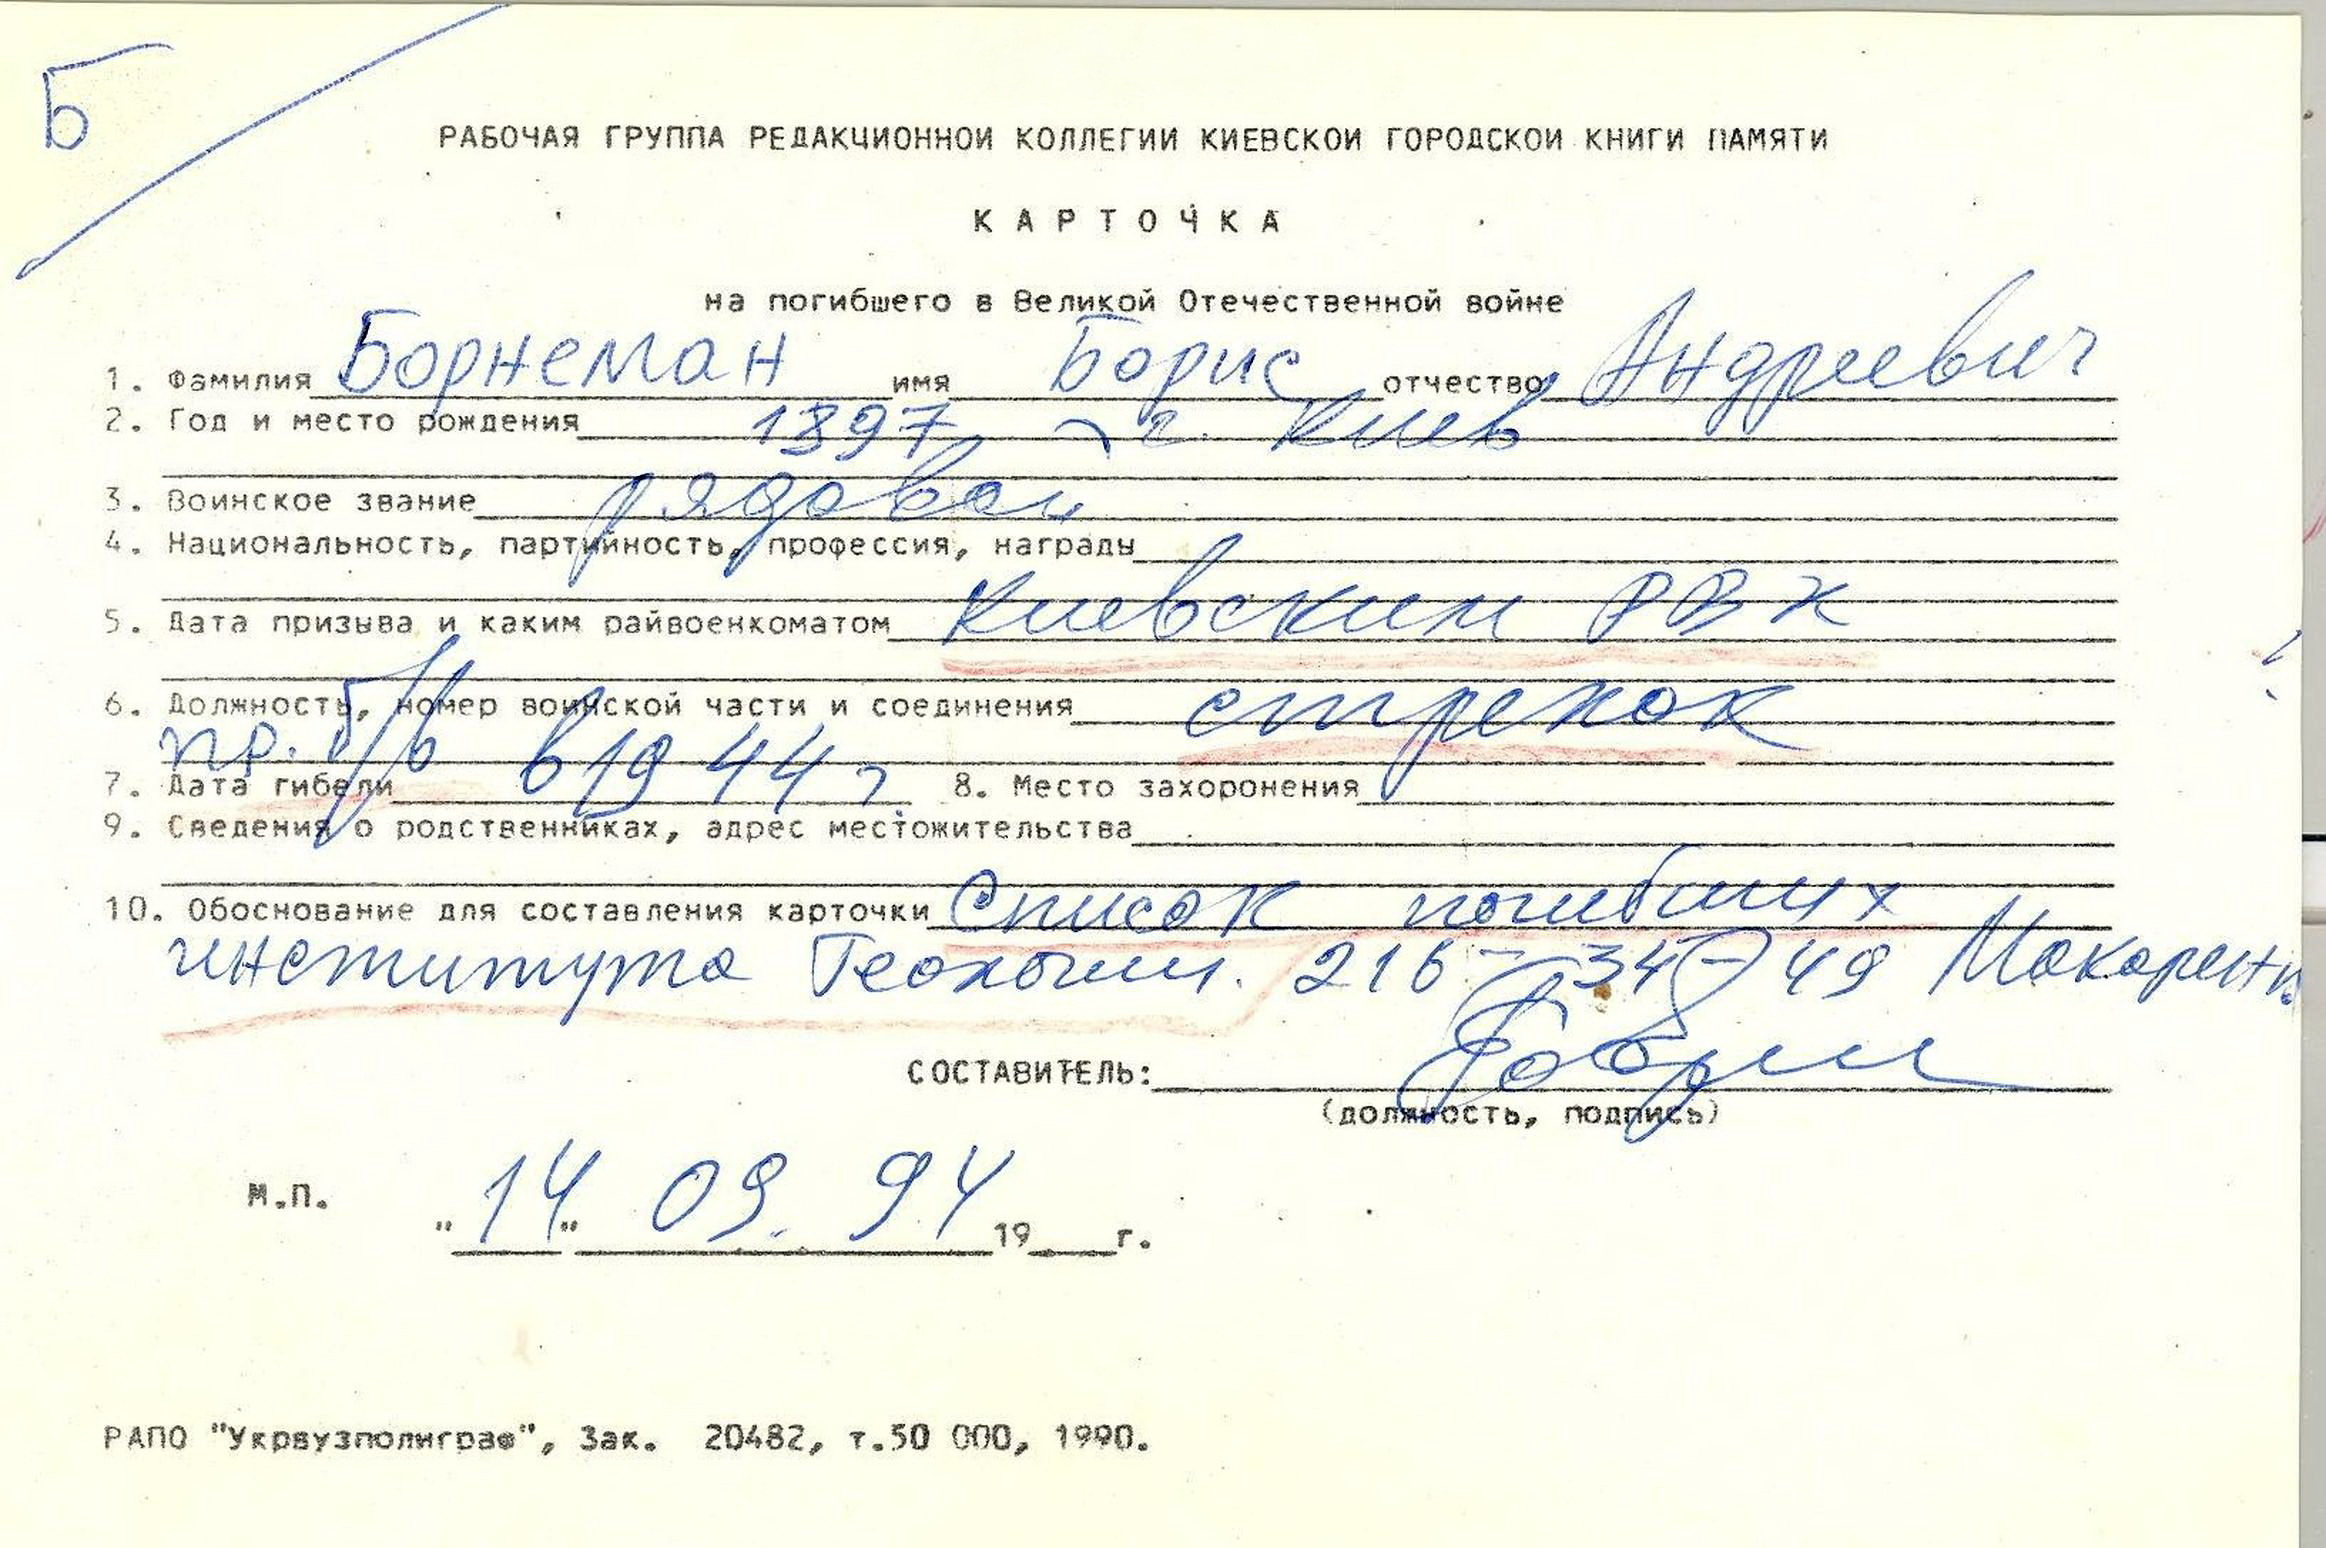 Б
РАБОЧАЯ ГРУППА РЕДАКЦИОННОЙ КОЛЛЕГИИ КИЕВСКОЙ ГОРОДСКОЙ КНИГИ ПАМЯТИ
КАРТОЧКА
на погибшего в Великой Отечественной войне
1. Фамилия Борнеман имя Борис отчество Андреевич
2. Год и место рождения 1897 г. Киев
3. Воинское звание рядовой
4. Национальность, партийность, профессия, награды
5. Дата призыва и каким райвоенкоматом Киевским РВК
6. Должность, номер воинской части и соединения стрелок
пр. б/в в 1944 г.
7. Дата гибели 8. Место захоронения
9. Сведения о родственниках, адрес местожительства
10. Обоснование для составления карточки Список погибших
института Геологии. 216-34-49
СОСТАВИТЕЛЬ:
(должность, подпись)
М.П.
"14" 09. 94 19 г.
РАПО "Укрвузполиграф", Зак. 20482, т.50 000, 1990.